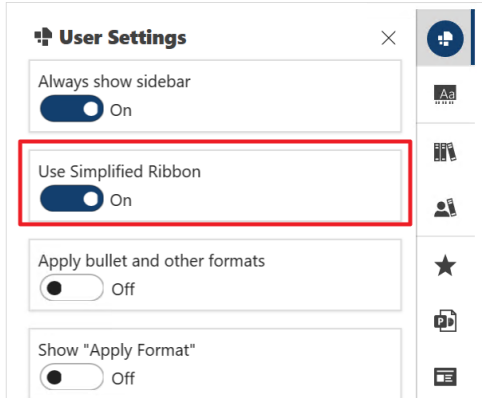 User Settings
Always show sidebar
On
Aa
Use Simplified Ribbon
On
Apply bullet and other formats
Off
P
Show "Apply Format"
Off